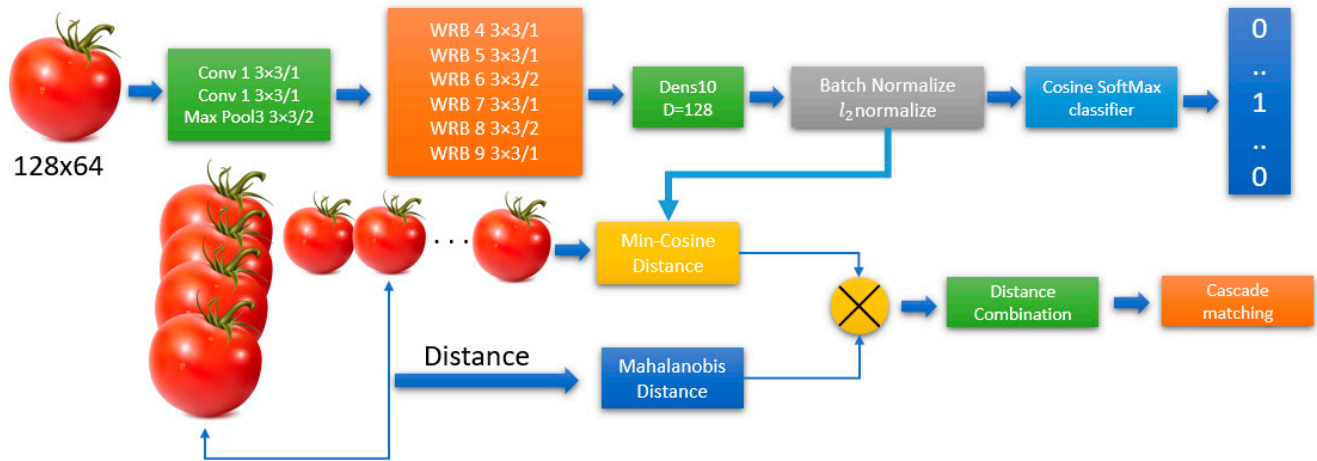 128x64
Conv 1 3×3/1
Conv 1 3×3/1
Max Pool3 3×3/2
WRB 4 3×3/1
WRB 5 3×3/1
WRB 6 3×3/2
WRB 7 3×3/1
WRB 8 3×3/2
WRB 9 3×3/1
Dens10
D=128
Batch Normalize
l₂ normalize
Cosine SoftMax
classifier
0
..
1
..
0
. . .
Min-Cosine
Distance
Distance
Mahalanobis
Distance
Distance
Combination
Cascade
matching